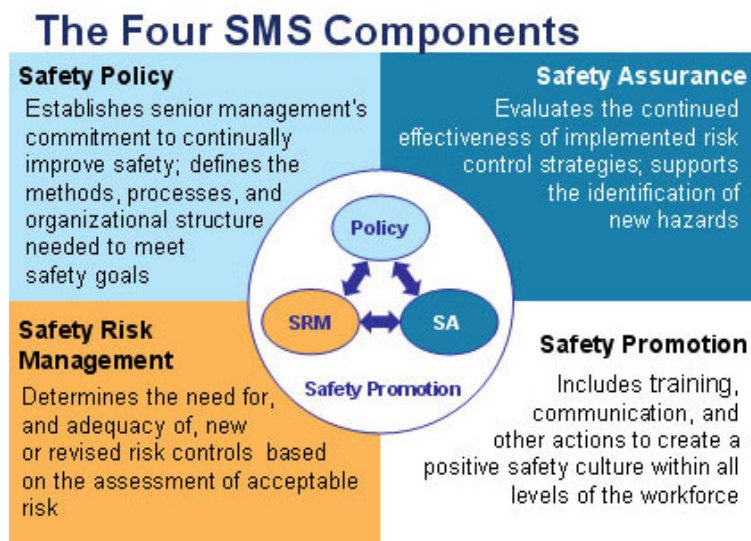 The Four SMS Components
Safety Policy
Establishes senior management's
commitment to continually
improve safety; defines the
methods, processes, and
organizational structure
needed to meet
safety goals
Safety Assurance
Evaluates the continued
effectiveness of implemented risk
control strategies; supports
the identification of
new hazards
Policy
SRM
SA
Safety Promotion
Safety Risk
Management
Determines the need for,
and adequacy of, new
or revised risk controls based
on the assessment of acceptable
risk
Safety Promotion
Includes training,
communication, and
other actions to create a
positive safety culture within all
levels of the workforce